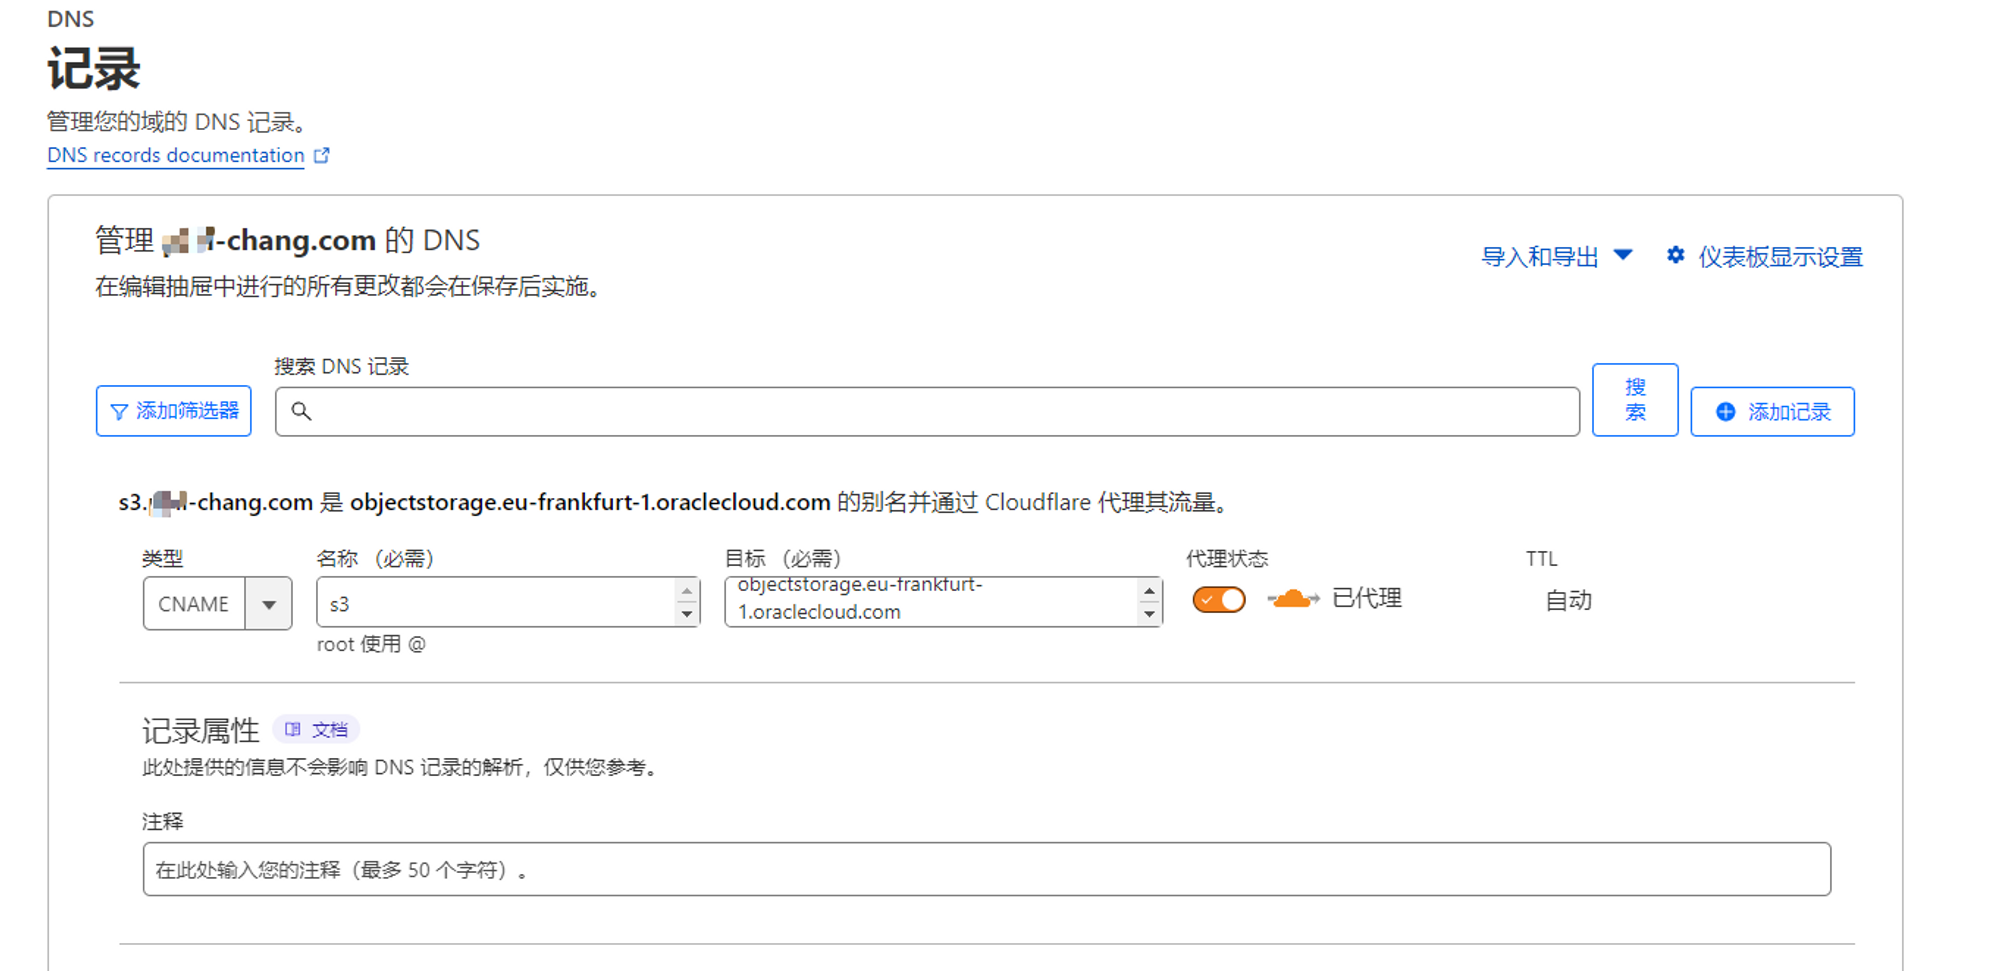 DNS
记录
管理您的域的 DNS 记录。
DNS records documentation
管理 -chang.com 的 DNS
在编辑抽屉中进行的所有更改都会在保存后实施。
导入和导出 仪表板显示设置
搜索 DNS 记录
添加筛选器
搜
索
添加记录
s3. -chang.com 是 objectstorage.eu-frankfurt-1.oraclecloud.com 的别名并通过 Cloudflare 代理其流量。
类型 名称 （必需） 目标 （必需） 代理状态 TTL
CNAME
s3
objectstorage.eu-frankfurt-
1.oraclecloud.com
已代理
自动
root 使用 @
记录属性 文档
此处提供的信息不会影响 DNS 记录的解析，仅供您参考。
注释
在此处输入您的注释（最多 50 个字符）。